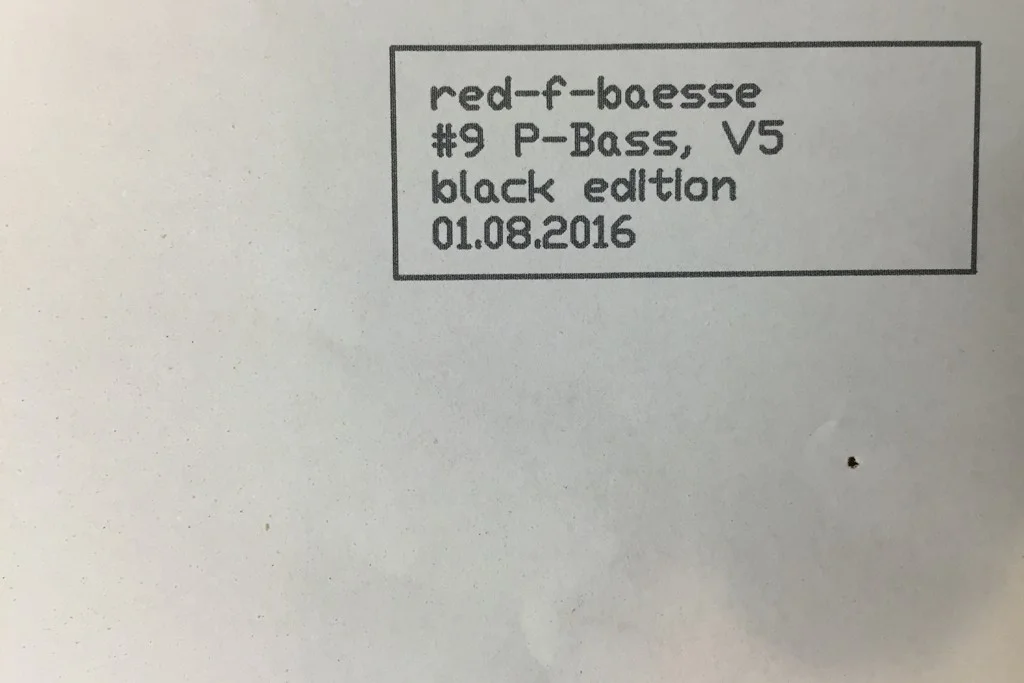 red-f-baesse
#9 P-Bass, V5
black edition
01.08.2016